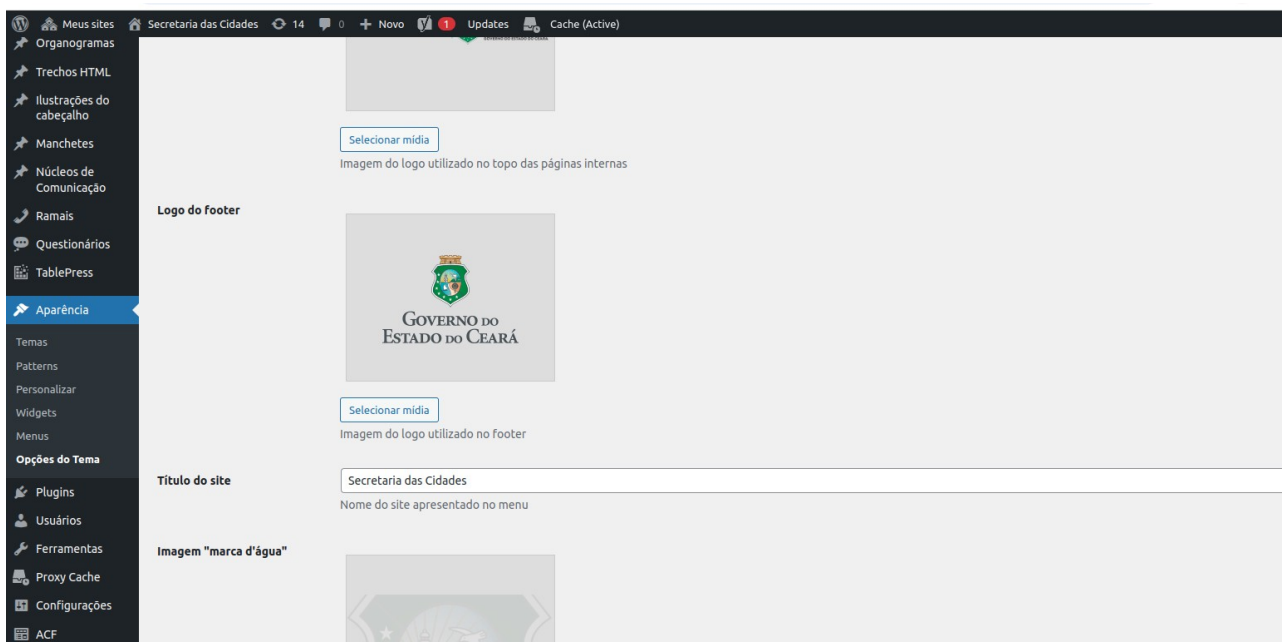 Meus sites
Secretaria das Cidades
14
0
+ Novo
1
Updates
Cache (Active)
Organogramas
Trechos HTML
Ilustrações do
cabeçalho
Manchetes
Núcleos de
Comunicação
Ramais
Questionários
TablePress
Aparência
Temas
Patterns
Personalizar
Widgets
Menus
Opções do Tema
Plugins
Usuários
Ferramentas
Proxy Cache
Configurações
ACF
Selecionar mídia
Imagem do logo utilizado no topo das páginas internas
Logo do footer
GOVERNO DO
ESTADO DO CEARÁ
Selecionar mídia
Imagem do logo utilizado no footer
Título do site
Secretaria das Cidades
Nome do site apresentado no menu
Imagem "marca d'água"